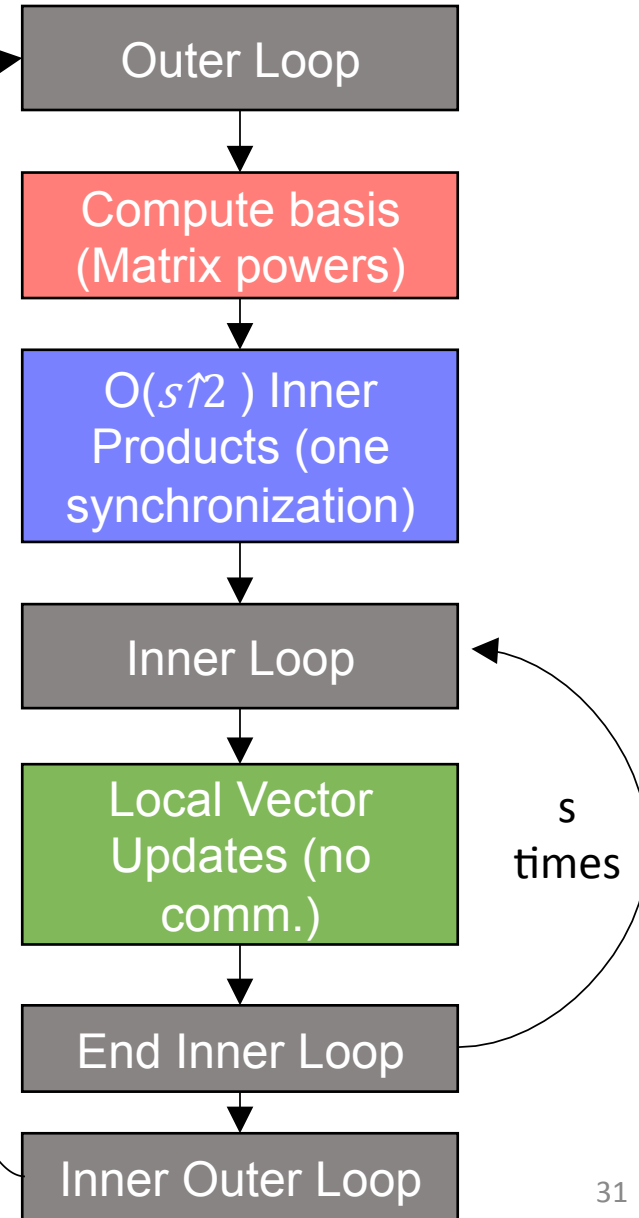 Outer Loop
Compute basis
(Matrix powers)
O(s↑2 ) Inner
Products (one
synchronization)
Inner Loop
Local Vector
Updates (no
comm.)
s
times
End Inner Loop
Inner Outer Loop
31